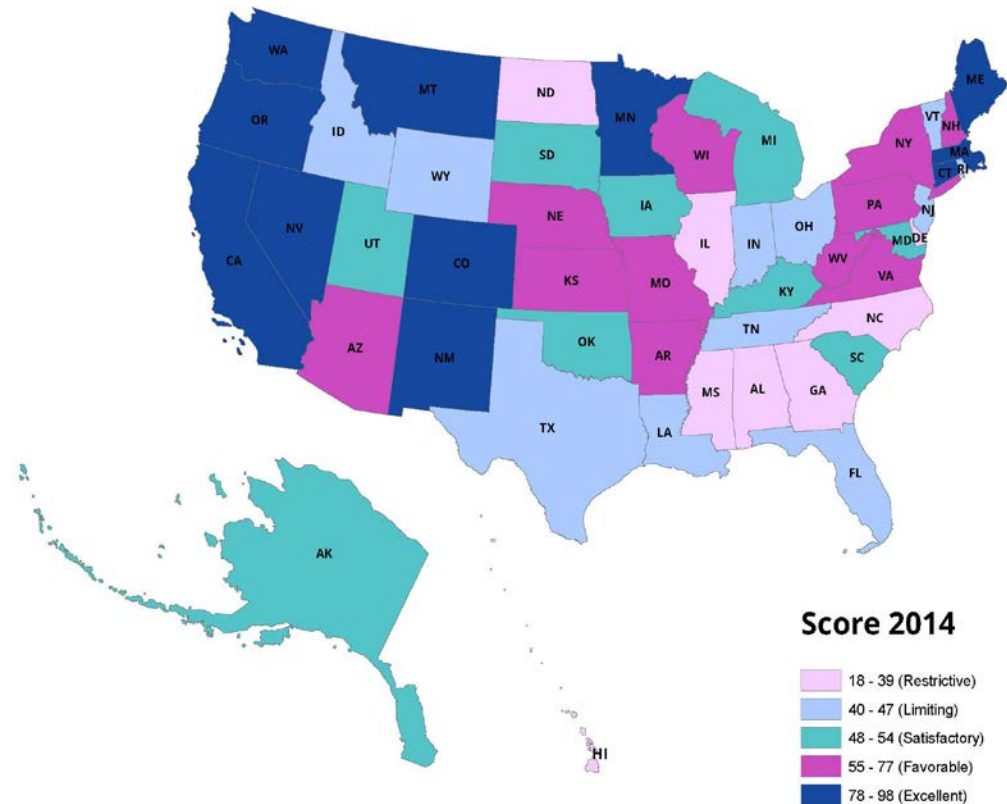 WA
MT
ND
MN
ME
OR
ID
SD
WI
MI
VT
NH
NY
MA
CT
RI
WY
NE
IA
PA
NJ
NV
UT
CO
IL
IN
OH
MD
DE
CA
KS
MO
WV
VA
KY
AZ
NM
OK
AR
TN
NC
SC
MS
AL
GA
TX
LA
FL
AK
HI
Score 2014
18 - 39 (Restrictive)
40 - 47 (Limiting)
48 - 54 (Satisfactory)
55 - 77 (Favorable)
78 - 98 (Excellent)